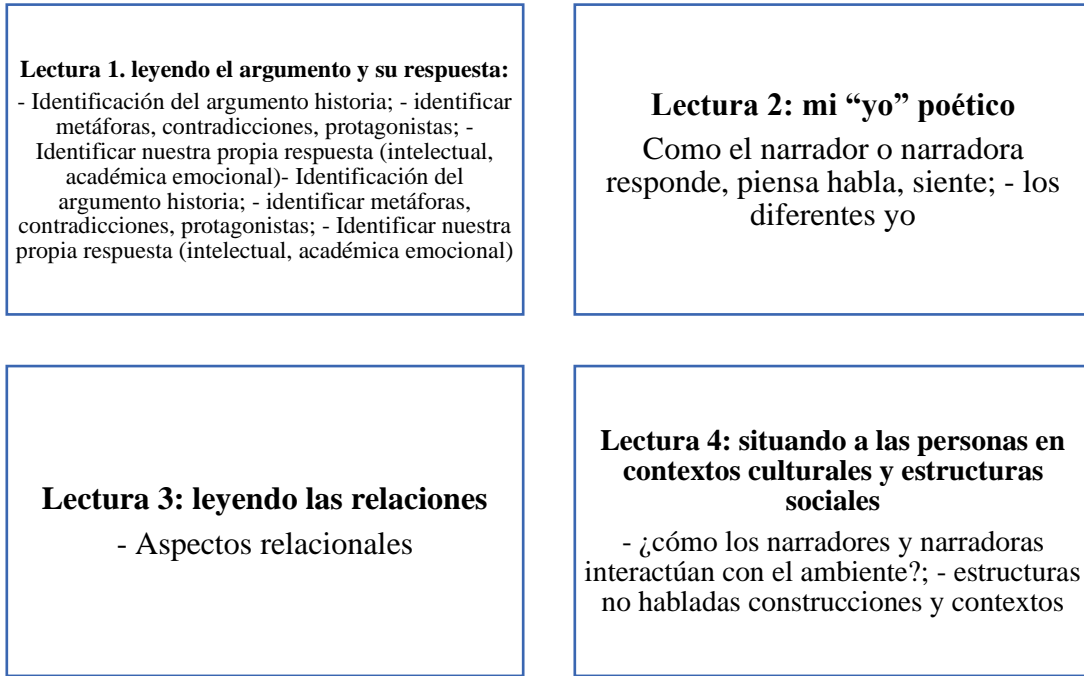 Lectura 1. leyendo el argumento y su respuesta:
- Identificación del argumento historia; - identificar
metáforas, contradicciones, protagonistas; -
Identificar nuestra propia respuesta (intelectual,
académica emocional)- Identificación del
argumento historia; - identificar metáforas,
contradicciones, protagonistas; - Identificar nuestra
propia respuesta (intelectual, académica emocional)
Lectura 2: mi “yo” poético
Como el narrador o narradora
responde, piensa habla, siente; - los
diferentes yo
Lectura 3: leyendo las relaciones
- Aspectos relacionales
Lectura 4: situando a las personas en
contextos culturales y estructuras
sociales
- ¿cómo los narradores y narradoras
interactúan con el ambiente?; - estructuras
no habladas construcciones y contextos